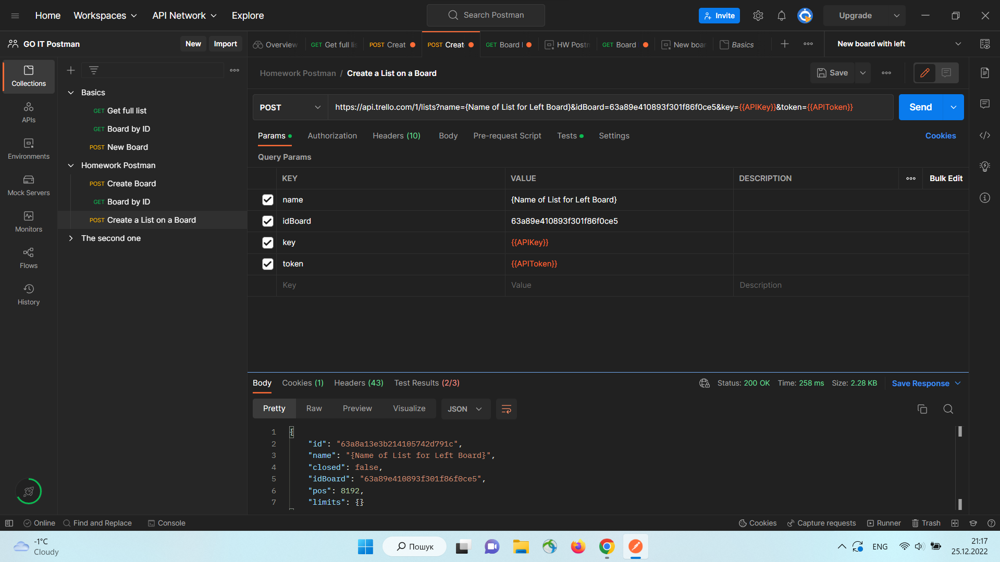 Home Workspaces API Network Explore Search Postman Invite Upgrade
GO IT Postman New Import Overview GET Get full lis POST Creat POST Creat GET Board GET Board HW Postm New boar Basics New board with left
Collections
APIs
Environments
Mock Servers
Monitors
Flows
History
Basics
GET Get full list
GET Board by ID
POST New Board
Homework Postman
POST Create Board
GET Board by ID
POST Create a List on a Board
The second one
Homework Postman / Create a List on a Board Save
POST https://api.trello.com/1/lists?name={Name of List for Left Board}&idBoard=63a89e410893f301f86f0ce5&key={{APIKey}}&token={{APIToken}} Send
Params Authorization Headers (10) Body Pre-request Script Tests Settings Cookies
Query Params
KEY VALUE DESCRIPTION Bulk Edit
name {Name of List for Left Board}
idBoard 63a89e410893f301f86f0ce5
key {{APIKey}}
token {{APIToken}}
Key Value Description
Body Cookies (1) Headers (43) Test Results (2/3) Status: 200 OK Time: 258 ms Size: 2.28 KB Save Response
Pretty Raw Preview Visualize JSON
1 {
2 "id": "63a8a13e3b214105742d791c",
3 "name": "{Name of List for Left Board}",
4 "closed": false,
5 "idBoard": "63a89e410893f301f86f0ce5",
6 "pos": 8192,
7 "limits": {}
Online Find and Replace Console Cookies Capture requests Runner Trash
-1°C
Cloudy
Пошук
ENG
21:17
25.12.2022